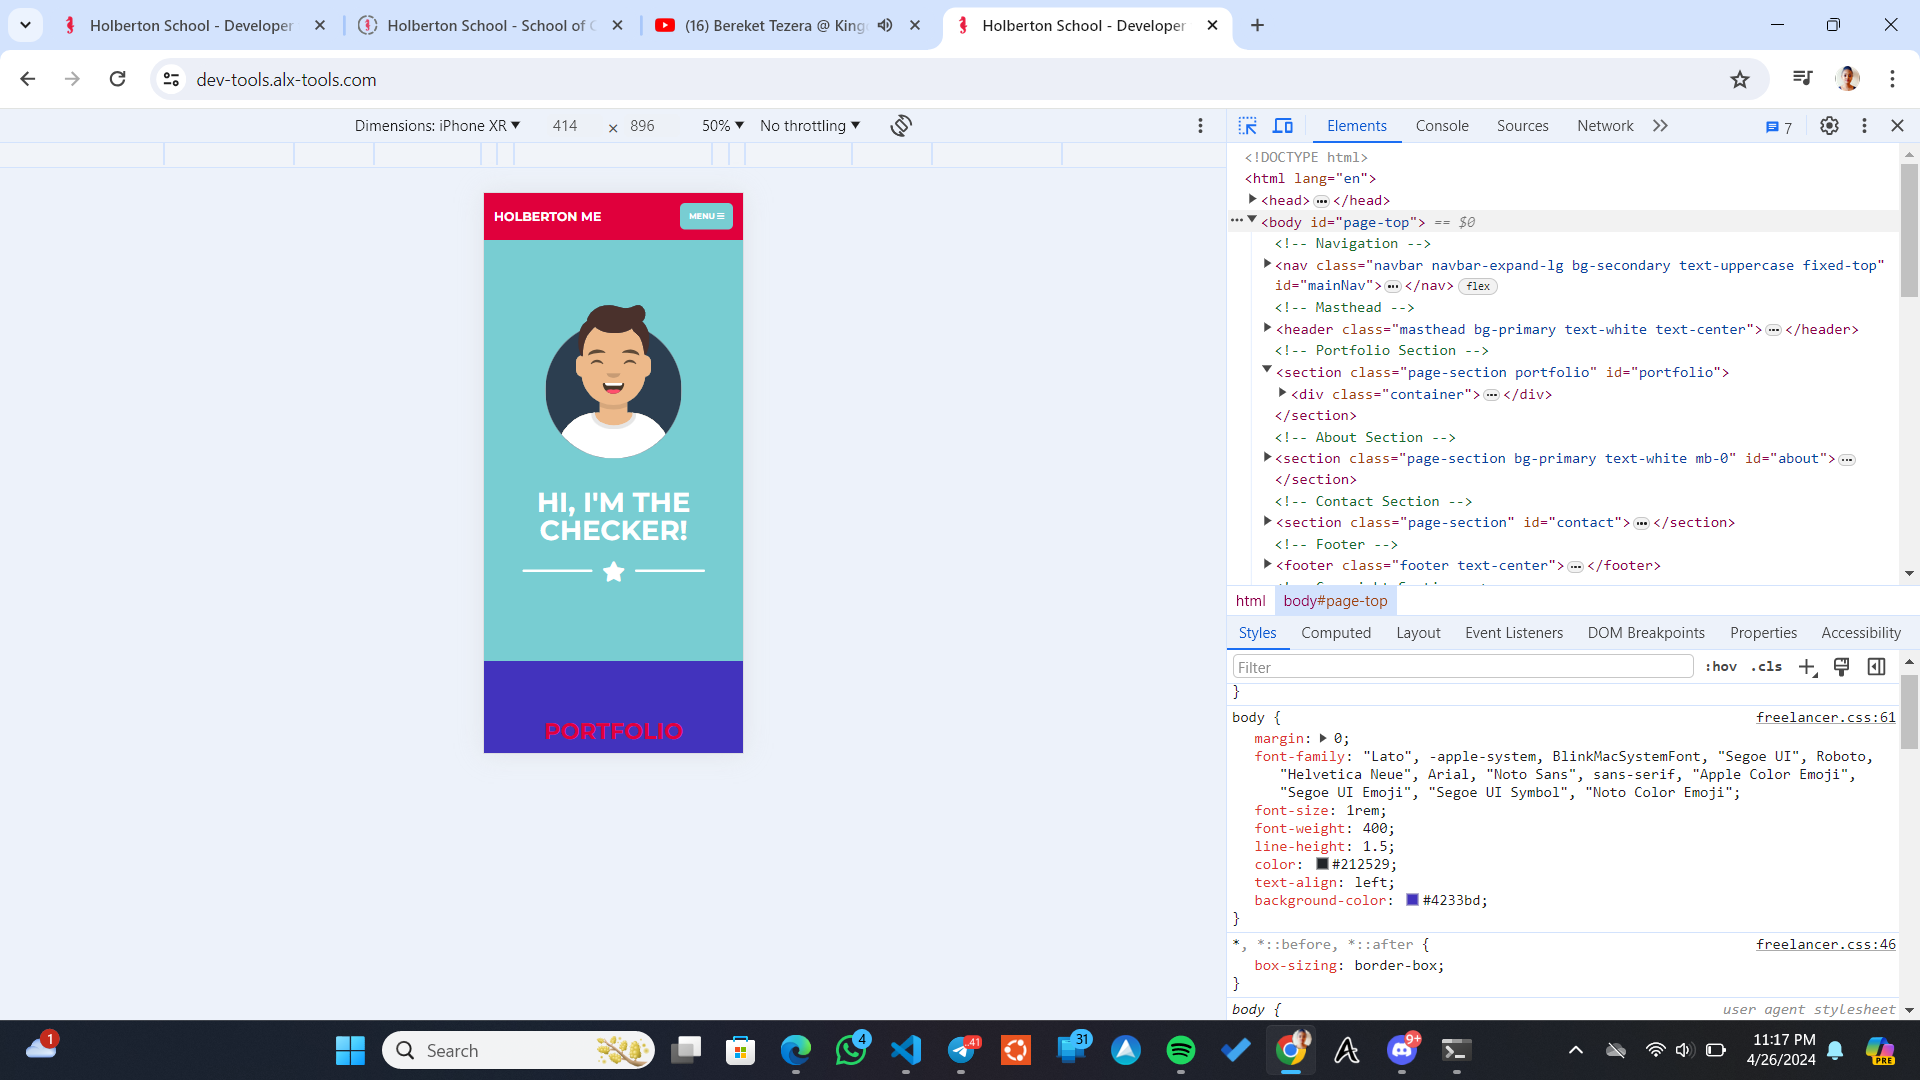 Holberton School - Developer
Holberton School - School of C
(16) Bereket Tezera @ King
Holberton School - Developer
dev-tools.alx-tools.com
Dimensions: iPhone XR ▼ 414 × 896 50% ▼ No throttling ▼
Elements Console Sources Network 7
HOLBERTON ME
MENU
HI, I'M THE
CHECKER!
PORTFOLIO
<!DOCTYPE html>
<html lang="en">
<head> ••• </head>
••• <body id="page-top"> == $0
<!-- Navigation -->
<nav class="navbar navbar-expand-lg bg-secondary text-uppercase fixed-top"
id="mainNav"> ••• </nav> flex
<!-- Masthead -->
<header class="masthead bg-primary text-white text-center"> ••• </header>
<!-- Portfolio Section -->
<section class="page-section portfolio" id="portfolio">
<div class="container"> ••• </div>
</section>
<!-- About Section -->
<section class="page-section bg-primary text-white mb-0" id="about"> •••
</section>
<!-- Contact Section -->
<section class="page-section" id="contact"> ••• </section>
<!-- Footer -->
<footer class="footer text-center"> ••• </footer>
html body#page-top
Styles Computed Layout Event Listeners DOM Breakpoints Properties Accessibility
Filter :hov .cls
}
body { freelancer.css:61
margin: 0;
font-family: "Lato", -apple-system, BlinkMacSystemFont, "Segoe UI", Roboto,
"Helvetica Neue", Arial, "Noto Sans", sans-serif, "Apple Color Emoji",
"Segoe UI Emoji", "Segoe UI Symbol", "Noto Color Emoji";
font-size: 1rem;
font-weight: 400;
line-height: 1.5;
color: #212529;
text-align: left;
background-color: #4233bd;
}
*, *::before, *::after { freelancer.css:46
box-sizing: border-box;
}
body { user agent stylesheet
1
Search
4
41
31
9+
11:17 PM
4/26/2024
PRE